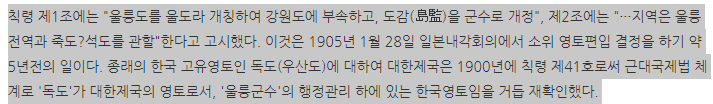 칙령 제1조에는 "울릉도를 울도라 개칭하여 강원도에 부속하고, 도감(島監)을 군수로 개정", 제2조에는 "…지역은 울릉
전역과 죽도?석도를 관할"한다고 고시했다. 이것은 1905년 1월 28일 일본내각회의에서 소위 영토편입 결정을 하기 약
5년전의 일이다. 종래의 한국 고유영토인 독도(우산도)에 대하여 대한제국은 1900년에 칙령 제41호로써 근대국제법 체
계로 '독도'가 대한제국의 영토로서, '울릉군수'의 행정관리 하에 있는 한국영토임을 거듭 재확인했다.